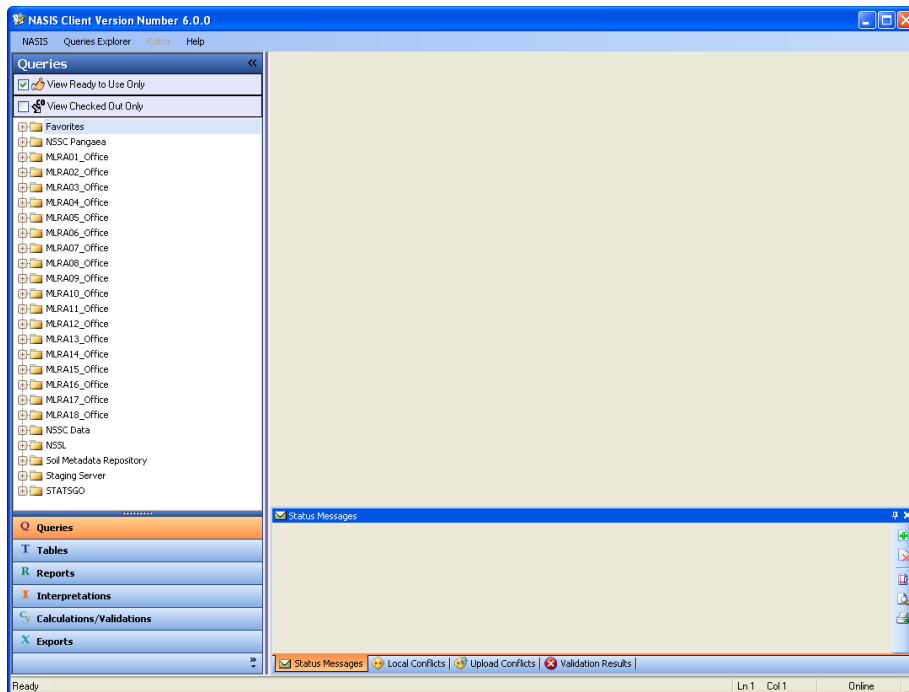 NASIS Client Version Number 6.0.0
NASIS Queries Explorer Editor Help
Queries
View Ready to Use Only
View Checked Out Only
Favorites
NSSC Pangaea
MLRA01_Office
MLRA02_Office
MLRA03_Office
MLRA04_Office
MLRA05_Office
MLRA06_Office
MLRA07_Office
MLRA08_Office
MLRA09_Office
MLRA10_Office
MLRA11_Office
MLRA12_Office
MLRA13_Office
MLRA14_Office
MLRA15_Office
MLRA16_Office
MLRA17_Office
MLRA18_Office
NSSC Data
NSSL
Soil Metadata Repository
Staging Server
STATSGO
Q Queries
T Tables
R Reports
I Interpretations
CV Calculations/Validations
X Exports
Status Messages
Status Messages Local Conflicts Upload Conflicts Validation Results
Ready Ln 1 Col 1 Online